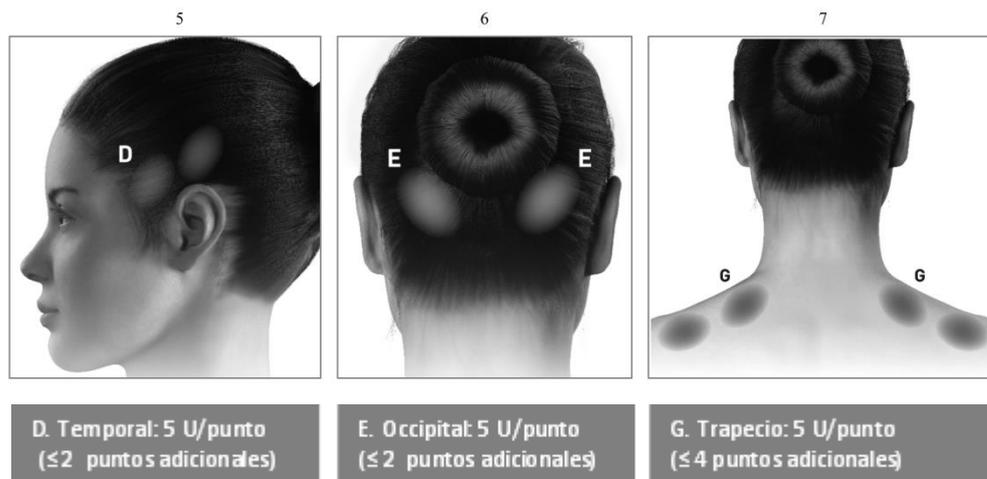 5
6
7
D
E
E
G
G
D. Temporal: 5 U/punto
(≤2 puntos adicionales)
E. Occipital: 5 U/punto
(≤2 puntos adicionales)
G. Trapecio: 5 U/punto
(≤4 puntos adicionales)